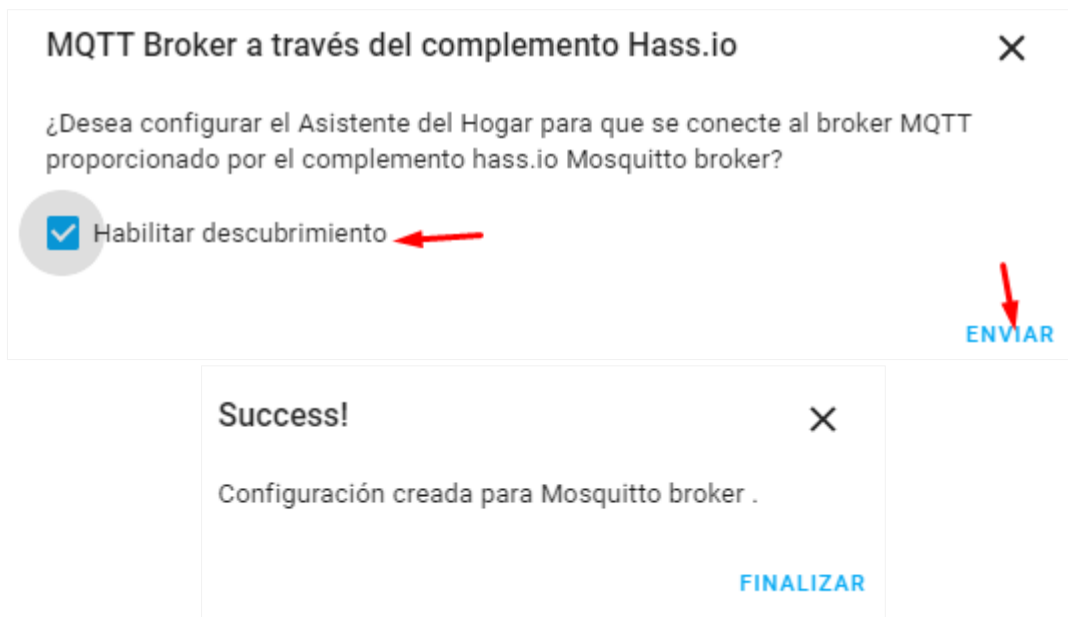 MQTT Broker a través del complemento Hass.io
¿Desea configurar el Asistente del Hogar para que se conecte al broker MQTT
proporcionado por el complemento hass.io Mosquitto broker?
Habilitar descubrimiento
ENVIAR
Success!
Configuración creada para Mosquitto broker .
FINALIZAR